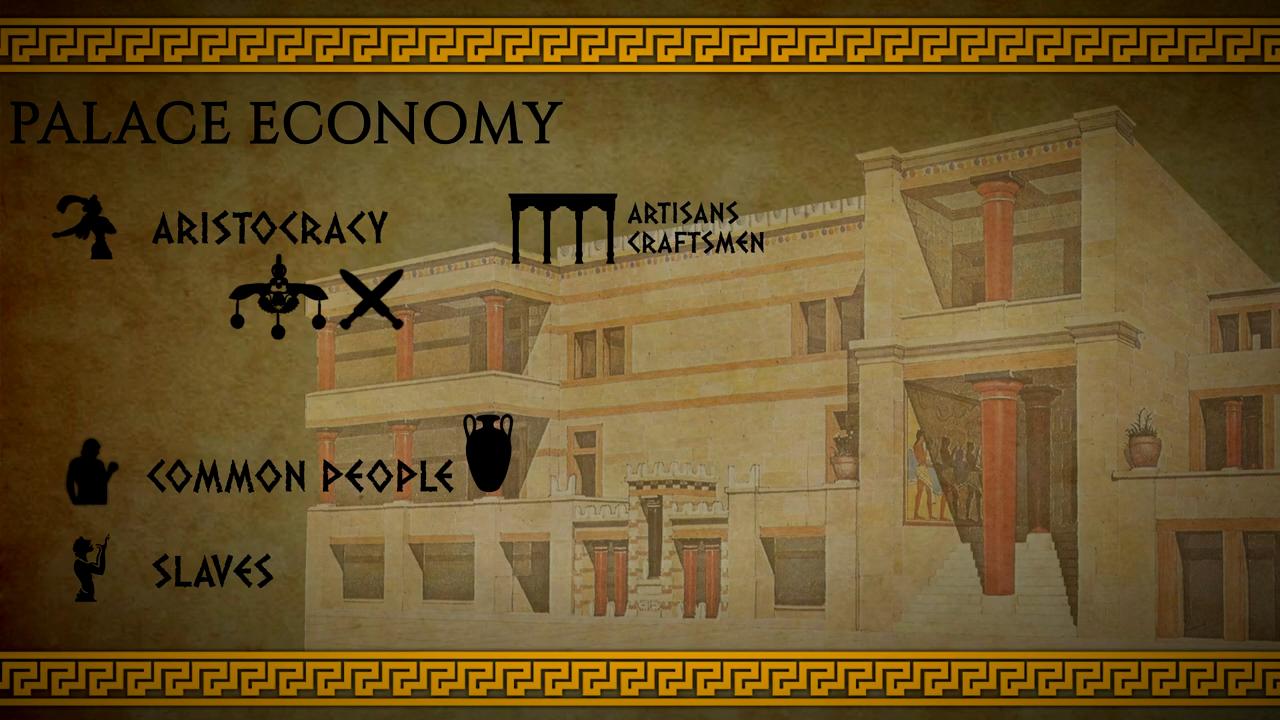 PALACE ECONOMY
ARISTOCRACY
ARTISANS
CRAFTSMEN
COMMON PEOPLE
SLAVES